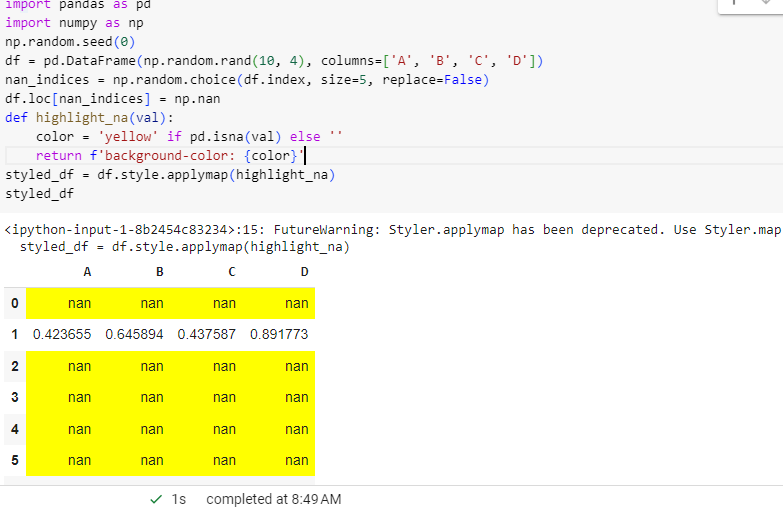 import pandas as pd
import numpy as np
np.random.seed(0)
df = pd.DataFrame(np.random.rand(10, 4), columns=['A', 'B', 'C', 'D'])
nan_indices = np.random.choice(df.index, size=5, replace=False)
df.loc[nan_indices] = np.nan
def highlight_na(val):
    color = 'yellow' if pd.isna(val) else ''
    return f'background-color: {color}'
styled_df = df.style.applymap(highlight_na)
styled_df
<ipython-input-1-8b2454c83234>:15: FutureWarning: Styler.applymap has been deprecated. Use Styler.map
  styled_df = df.style.applymap(highlight_na)
A B C D
0 nan nan nan nan
1 0.423655 0.645894 0.437587 0.891773
2 nan nan nan nan
3 nan nan nan nan
4 nan nan nan nan
5 nan nan nan nan
1s completed at 8:49 AM